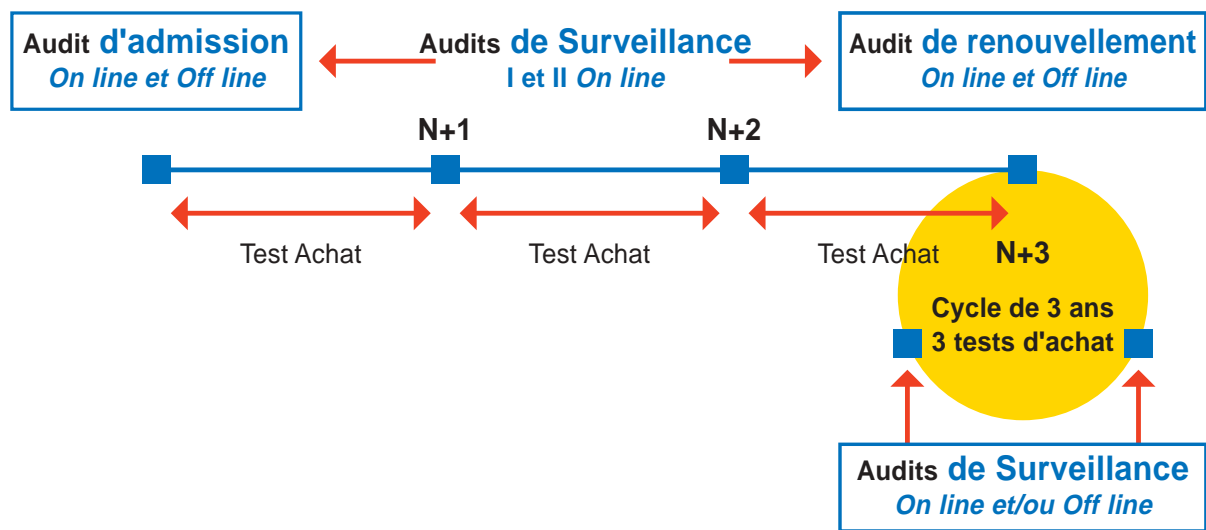 Audit d'admission
On line et Off line
Audits de Surveillance
I et II On line
Audit de renouvellement
On line et Off line
N+1
N+2
Test Achat
Test Achat
Test Achat
N+3
Cycle de 3 ans
3 tests d'achat
Audits de Surveillance
On line et/ou Off line